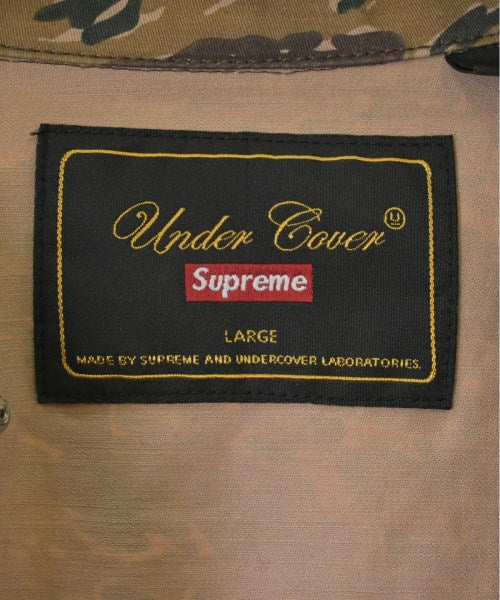 Under Cover
U
Supreme
LARGE
MADE BY SUPREME AND UNDERCOVER LABORATORIES.